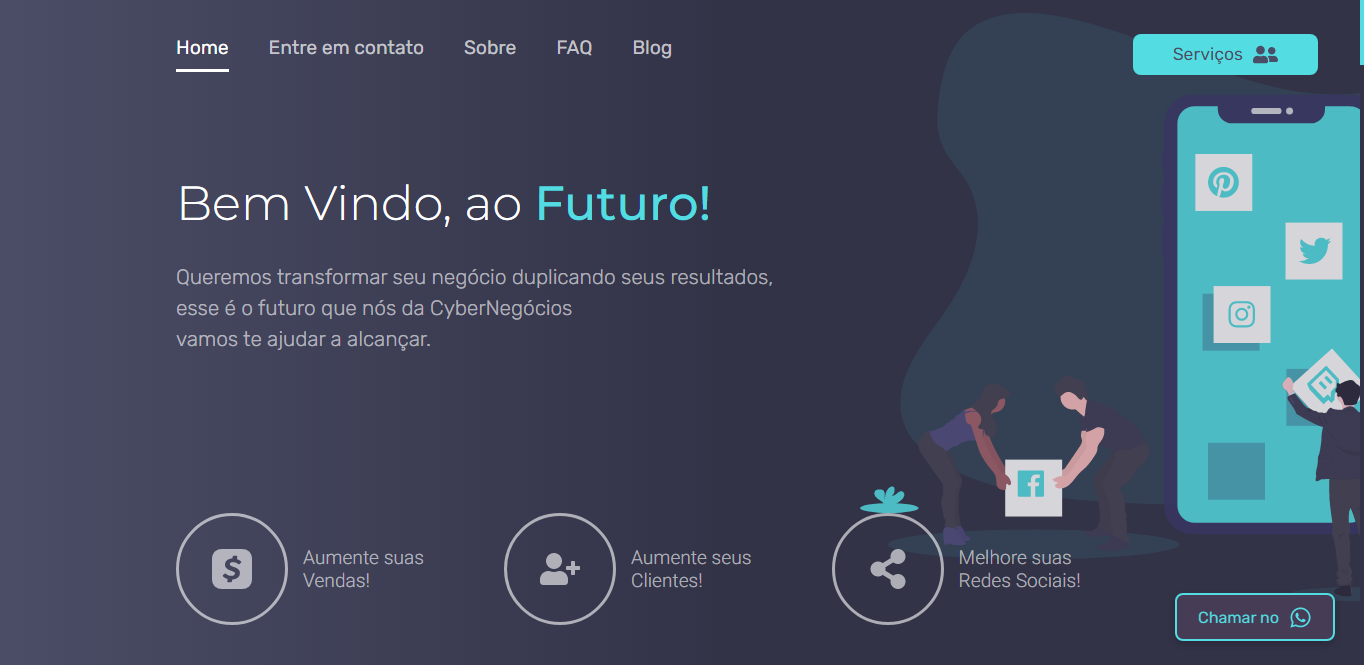 Home Entre em contato Sobre FAQ Blog Serviços
Bem Vindo, ao Futuro!
Queremos transformar seu negócio duplicando seus resultados,
esse é o futuro que nós da CyberNegócios
vamos te ajudar a alcançar.
Aumente suas
Vendas!
Aumente seus
Clientes!
Melhore suas
Redes Sociais!
Chamar no